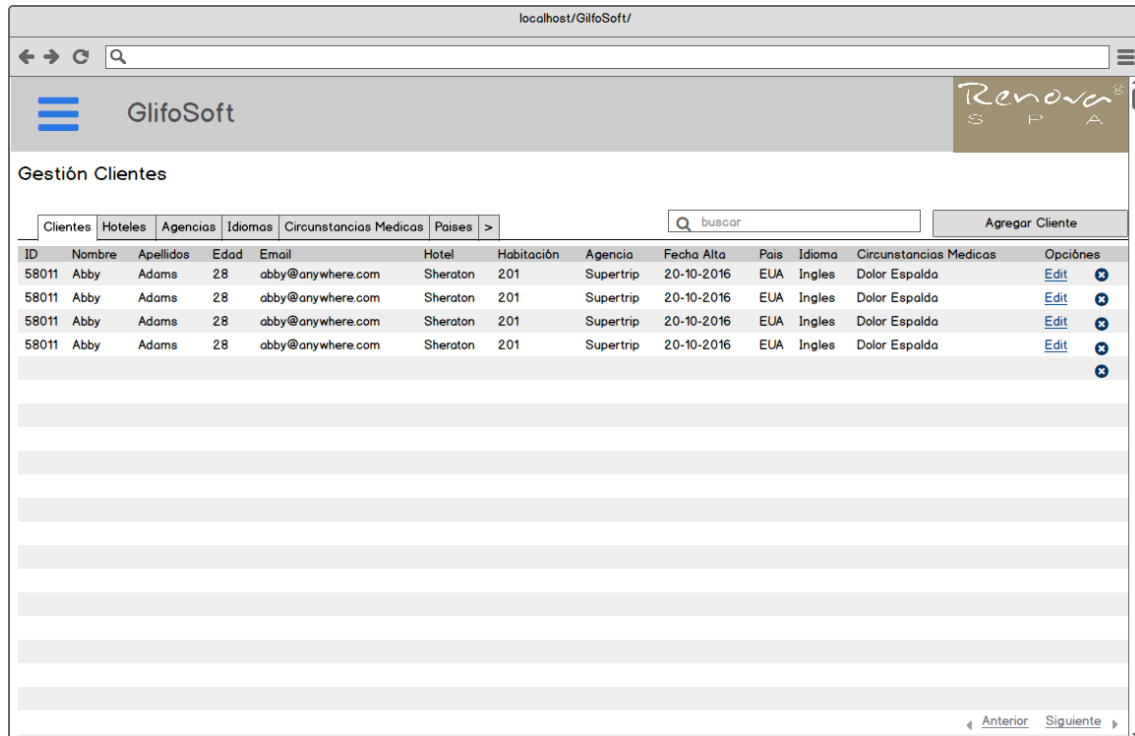 localhost/GilfoSoft/
GlifoSoft
Renova®
SPA
Gestión Clientes
Clientes Hoteles Agencias Idiomas Circunstancias Medicas Paises >
buscar
Agregar Cliente
ID Nombre Apellidos Edad Email Hotel Habitación Agencia Fecha Alta Pais Idioma Circunstancias Medicas Opciónes
58011 Abby Adams 28 abby@anywhere.com Sheraton 201 Supertrip 20-10-2016 EUA Ingles Dolor Espalda Edit
58011 Abby Adams 28 abby@anywhere.com Sheraton 201 Supertrip 20-10-2016 EUA Ingles Dolor Espalda Edit
58011 Abby Adams 28 abby@anywhere.com Sheraton 201 Supertrip 20-10-2016 EUA Ingles Dolor Espalda Edit
58011 Abby Adams 28 abby@anywhere.com Sheraton 201 Supertrip 20-10-2016 EUA Ingles Dolor Espalda Edit
Anterior Siguiente